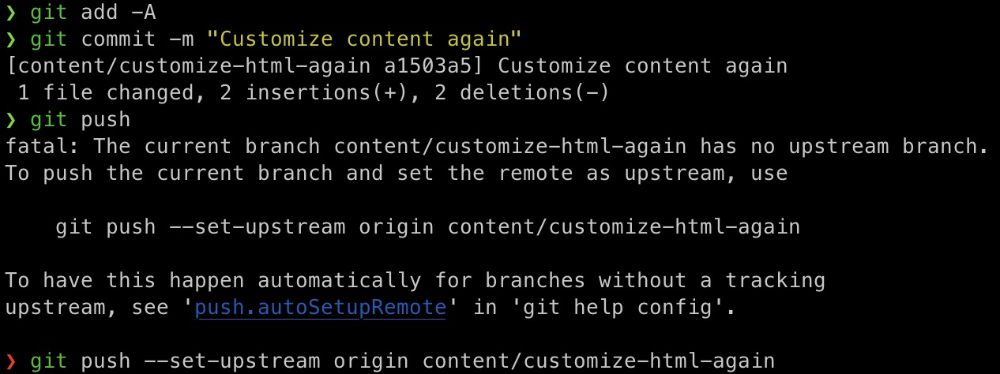 ❯ git add -A
❯ git commit -m "Customize content again"
[content/customize-html-again a1503a5] Customize content again
 1 file changed, 2 insertions(+), 2 deletions(-)
❯ git push
fatal: The current branch content/customize-html-again has no upstream branch.
To push the current branch and set the remote as upstream, use

    git push --set-upstream origin content/customize-html-again

To have this happen automatically for branches without a tracking
upstream, see 'push.autoSetupRemote' in 'git help config'.

❯ git push --set-upstream origin content/customize-html-again